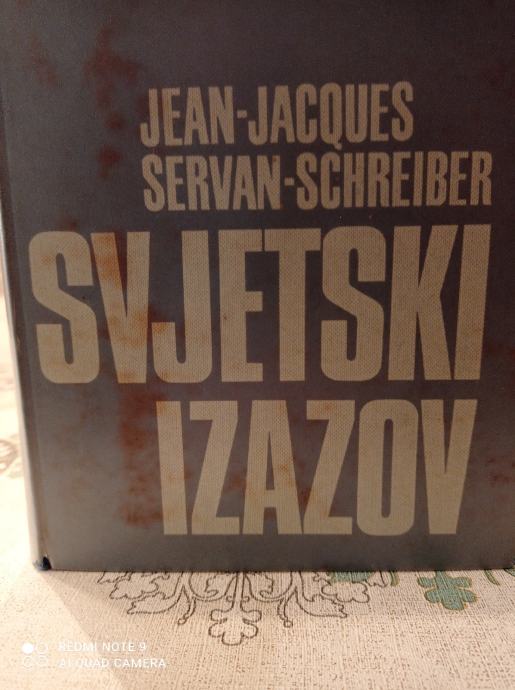 JEAN-JACQUES
SERVAN-SCHREIBER
SVJETSKI
IZAZOV
REDMI NOTE 9
AI QUAD CAMERA